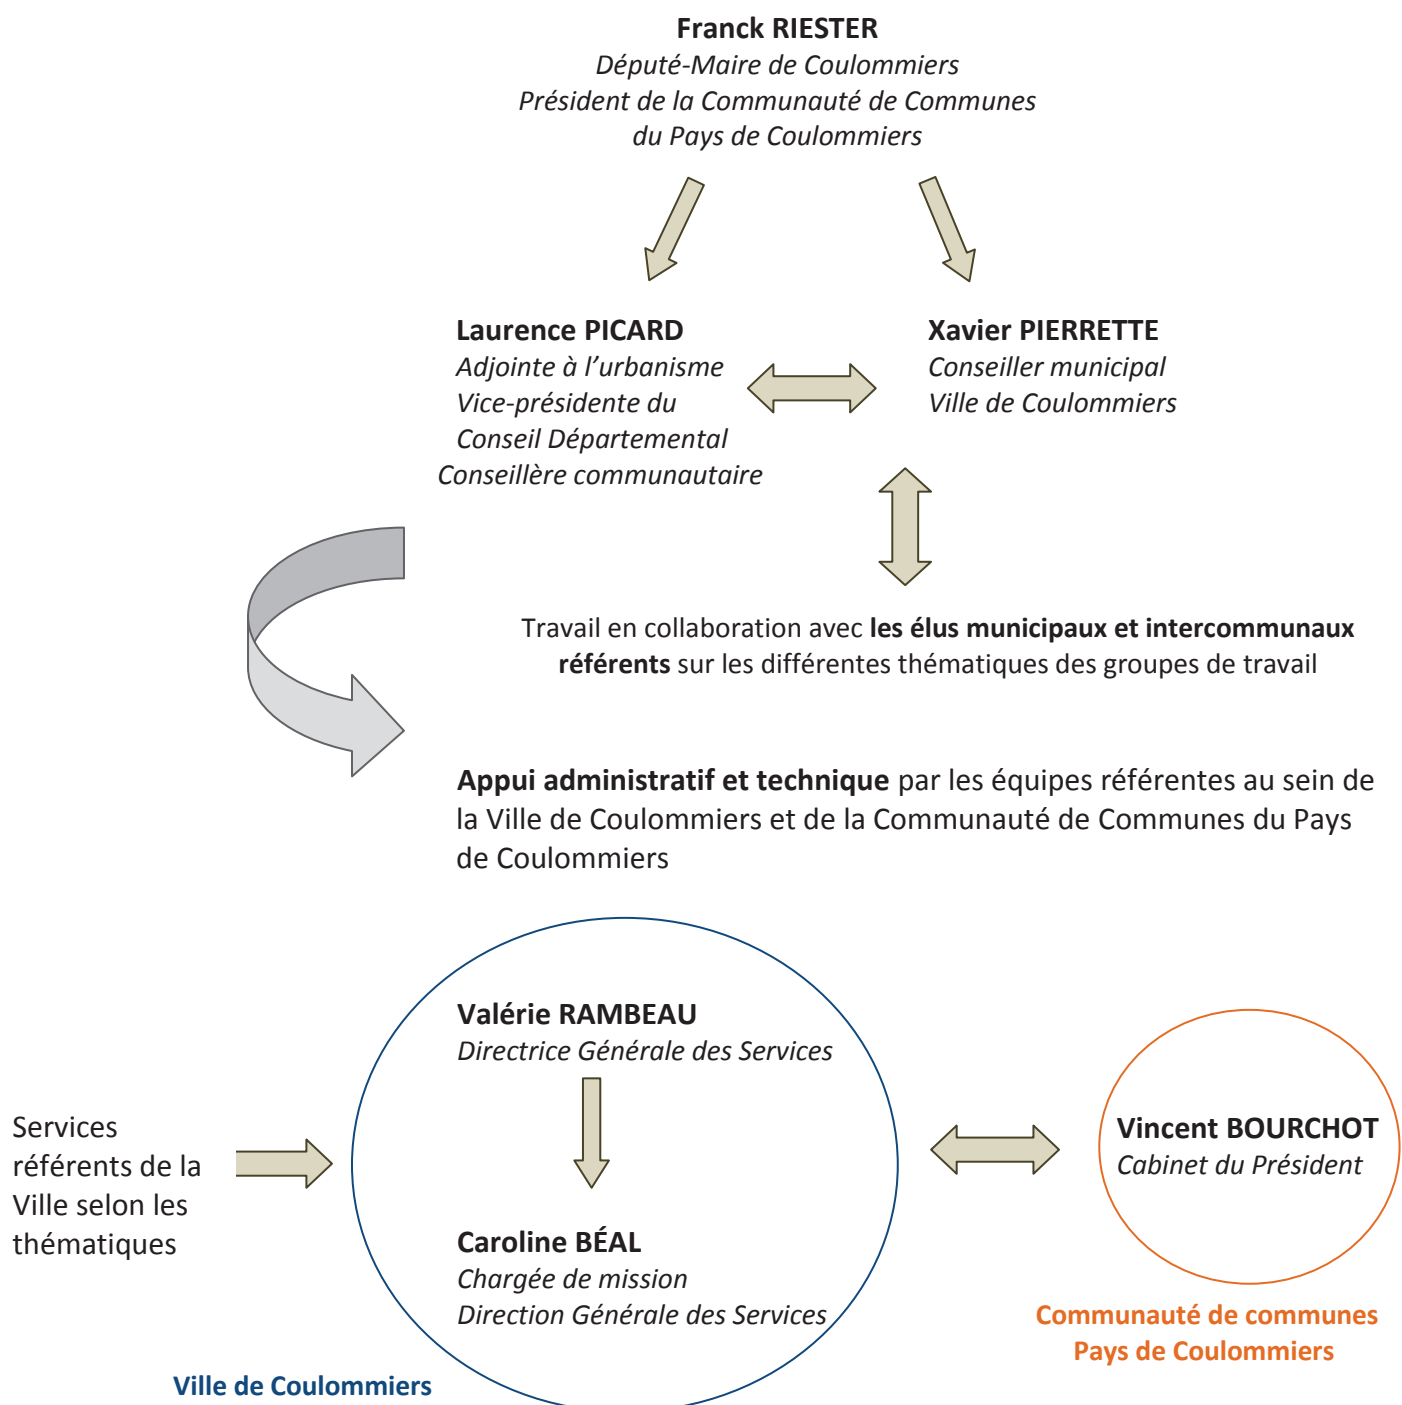 Franck RIESTER
Député-Maire de Coulommiers
Président de la Communauté de Communes
du Pays de Coulommiers
Laurence PICARD
Adjointe à l’urbanisme
Vice-présidente du
Conseil Départemental
Conseillère communautaire
Xavier PIERRETTE
Conseiller municipal
Ville de Coulommiers
Travail en collaboration avec les élus municipaux et intercommunaux
référents sur les différentes thématiques des groupes de travail
Appui administratif et technique par les équipes référentes au sein de
la Ville de Coulommiers et de la Communauté de Communes du Pays
de Coulommiers
Services
référents de la
Ville selon les
thématiques
Valérie RAMBEAU
Directrice Générale des Services
Caroline BÉAL
Chargée de mission
Direction Générale des Services
Ville de Coulommiers
Vincent BOURCHOT
Cabinet du Président
Communauté de communes
Pays de Coulommiers